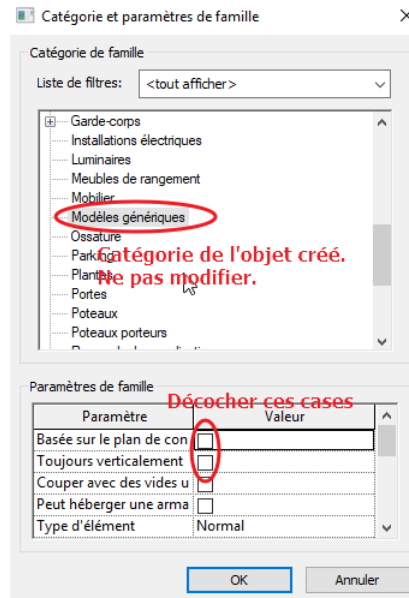 Catégorie et paramètres de famille
Catégorie de famille
Liste de filtres: <tout afficher>
Garde-corps
Installations électriques
Luminaires
Meubles de rangement
Mobilier
Modèles génériques
Ossature
Parking
Catégorie de l'objet créé.
Plantes
Ne pas modifier.
Portes
Poteaux
Poteaux porteurs
Paramètres de famille
Décocher ces cases
Paramètre Valeur
Basée sur le plan de con
Toujours verticalement
Couper avec des vides u
Peut héberger une arma
Type d'élément Normal
OK Annuler